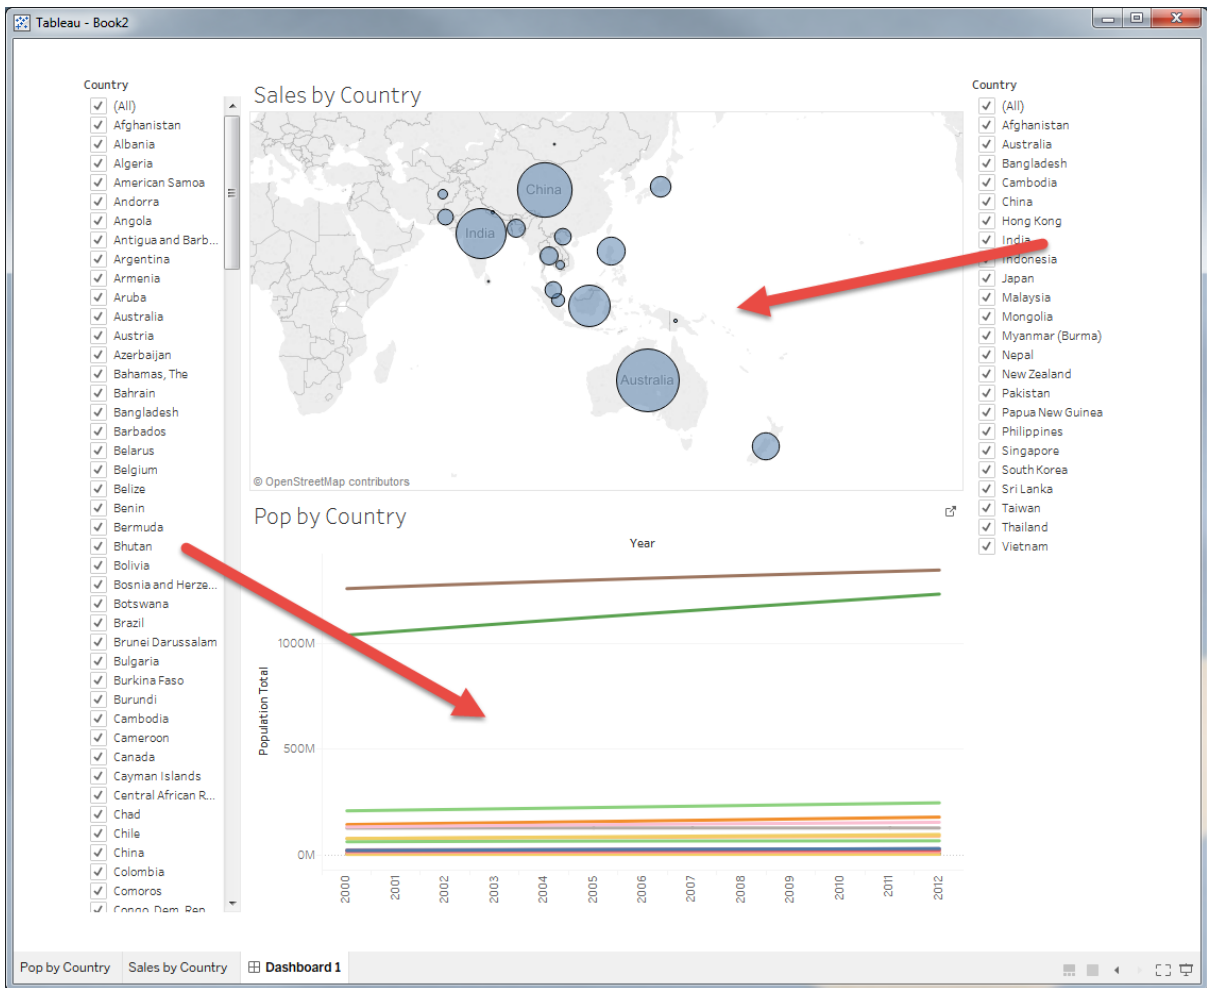 Tableau - Book2
Country
(All)
Afghanistan
Albania
Algeria
American Samoa
Andorra
Angola
Antigua and Barb...
Argentina
Armenia
Aruba
Australia
Austria
Azerbaijan
Bahamas, The
Bahrain
Bangladesh
Barbados
Belarus
Belgium
Belize
Benin
Bermuda
Bhutan
Bolivia
Bosnia and Herze...
Botswana
Brazil
Brunei Darussalam
Bulgaria
Burkina Faso
Burundi
Cambodia
Cameroon
Canada
Cayman Islands
Central African R...
Chad
Chile
China
Colombia
Comoros
Congo, Dem. Rep
Sales by Country
China
India
Australia
© OpenStreetMap contributors
Pop by Country
Year
Population Total
1000M
500M
0M
2000
2001
2002
2003
2004
2005
2006
2007
2008
2009
2010
2011
2012
Country
(All)
Afghanistan
Australia
Bangladesh
Cambodia
China
Hong Kong
India
Indonesia
Japan
Malaysia
Mongolia
Myanmar (Burma)
Nepal
New Zealand
Pakistan
Papua New Guinea
Philippines
Singapore
South Korea
Sri Lanka
Taiwan
Thailand
Vietnam
Pop by Country
Sales by Country
Dashboard 1